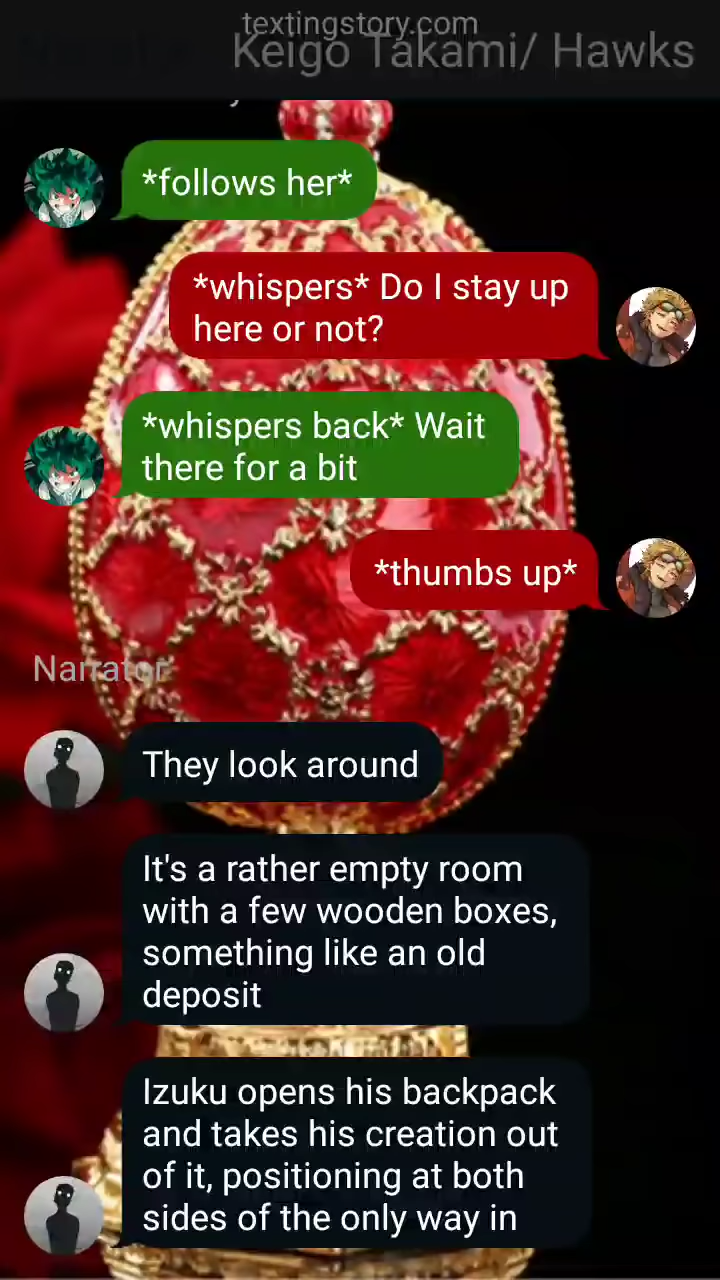 textingstory.com
Keigo Takami/ Hawks
*follows her*
*whispers* Do I stay up
here or not?
*whispers back* Wait
there for a bit
*thumbs up*
Narrator
They look around
It's a rather empty room
with a few wooden boxes,
something like an old
deposit
Izuku opens his backpack
and takes his creation out
of it, positioning at both
sides of the only way in